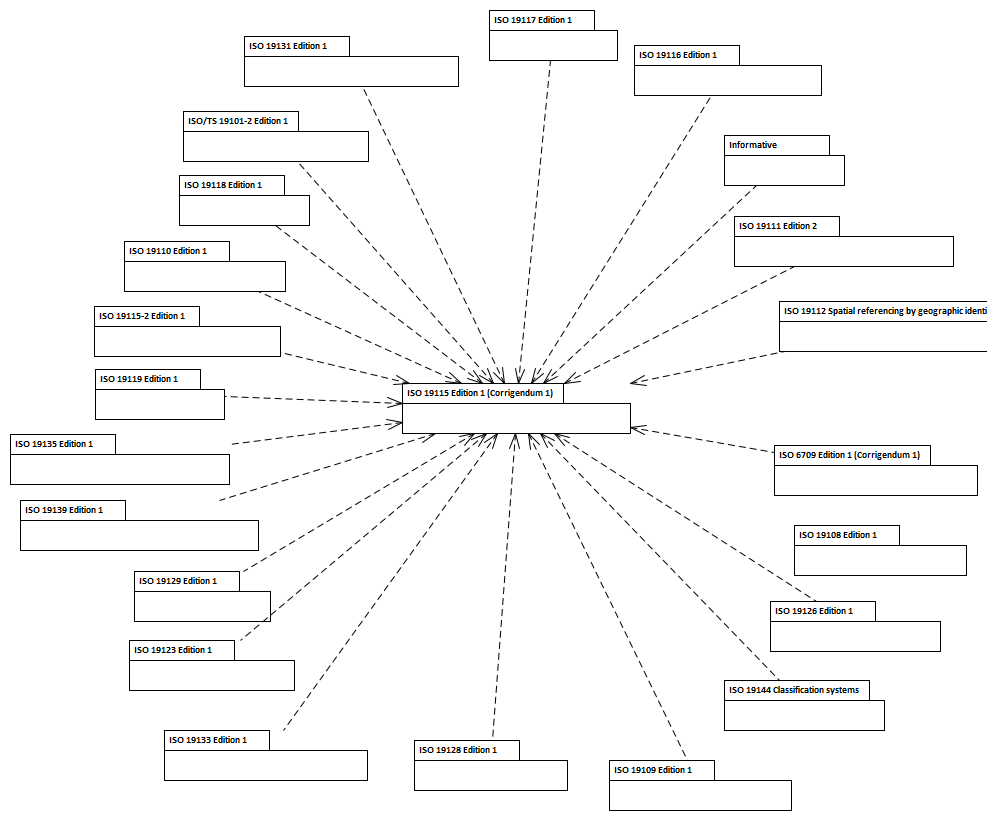 ISO 19117 Edition 1
ISO 19131 Edition 1
ISO 19116 Edition 1
ISO/TS 19101-2 Edition 1
Informative
ISO 19118 Edition 1
ISO 19111 Edition 2
ISO 19110 Edition 1
ISO 19112 Spatial referencing by geographic identi
ISO 19115-2 Edition 1
ISO 19119 Edition 1
ISO 19115 Edition 1 (Corrigendum 1)
ISO 19135 Edition 1
ISO 6709 Edition 1 (Corrigendum 1)
ISO 19139 Edition 1
ISO 19108 Edition 1
ISO 19129 Edition 1
ISO 19126 Edition 1
ISO 19123 Edition 1
ISO 19144 Classification systems
ISO 19133 Edition 1
ISO 19128 Edition 1
ISO 19109 Edition 1